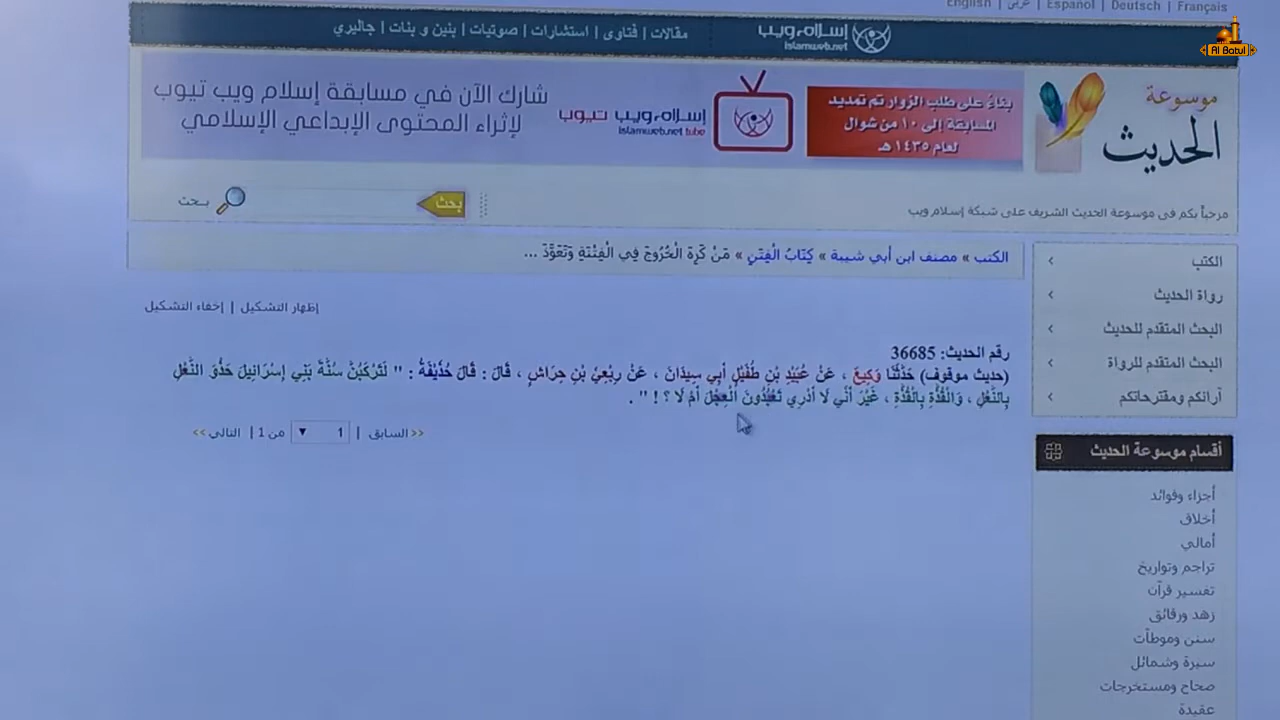 English | عربي | Español | Deutsch | Français
مقالات | فتاوى | استشارات | صوتيات | بنين و بنات | جاليري
إسلام ويب
islamweb.net
Al Batul
موسوعة
الحديث
بناءً على طلب الزوار تم تمديد
المسابقة إلى ١٠ من شوال
لعام ١٤٣٥ هـ
إسلام ويب تيوب
islamweb.net tube
شارك الآن في مسابقة إسلام ويب تيوب
لإثراء المحتوى الإبداعي الإسلامي
مرحباً بكم في موسوعة الحديث الشريف على شبكة إسلام ويب
بحث
بحث
الكتب » مصنف ابن أبي شيبة » كِتَابُ الْفِتَنِ » مَنْ كَرِهَ الْخُرُوجَ فِي الْفِتْنَةِ وَتَعَوَّذَ ...
إظهار التشكيل | إخفاء التشكيل
رقم الحديث: 36685
(حديث موقوف) حَدَّثَنَا وَكِيعٌ ، عَنْ عُبَيْدِ بْنِ طُفَيْلٍ أَبِي سِيدَانَ ، عَنْ رِبْعِيِّ بْنِ حِرَاشٍ ، قَالَ : قَالَ حُذَيْفَةُ : " لَتَرْكَبُنَّ سُنَّةَ بَنِي إِسْرَائِيلَ حَذْوَ النَّعْلِ
بِالنَّعْلِ ، وَالْقُذَّةِ بِالْقُذَّةِ ، غَيْرَ أَنِّي لَا أَدْرِي تَعْبُدُونَ الْعِجْلَ أَمْ لَا ؟ ! " .
<< السابق | 1 من 1 | التالي >>
الكتب
رواة الحديث
البحث المتقدم للحديث
البحث المتقدم للرواة
آرائكم ومقترحاتكم
أقسام موسوعة الحديث
أجزاء وفوائد
أخلاق
أمالي
تراجم وتواريخ
تفسير قرآن
زهد ورقائق
سنن وموطآت
سيرة وشمائل
صحاح ومستخرجات
عقيدة